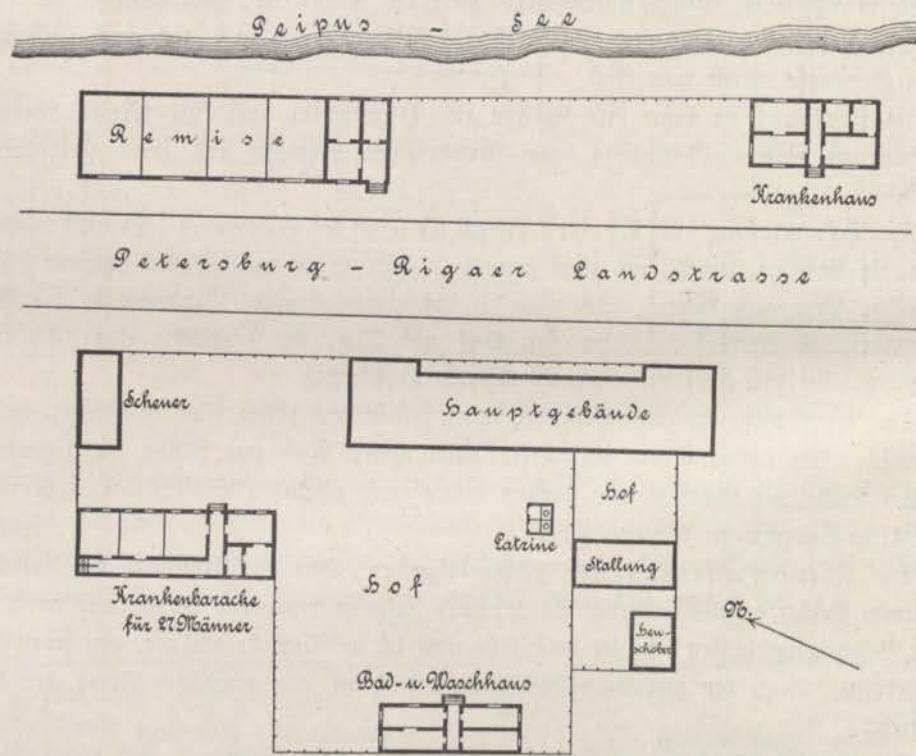 Peipus - See
Remise
Krankenhaus
Petersburg - Rigaer Landstrasse
Scheuer
Hauptgebäude
Hof
Latrine
Stallung
Krankenbarache
für 27 Männer
Hof
N.
Heu-
schober
Bad- u. Waschhaus